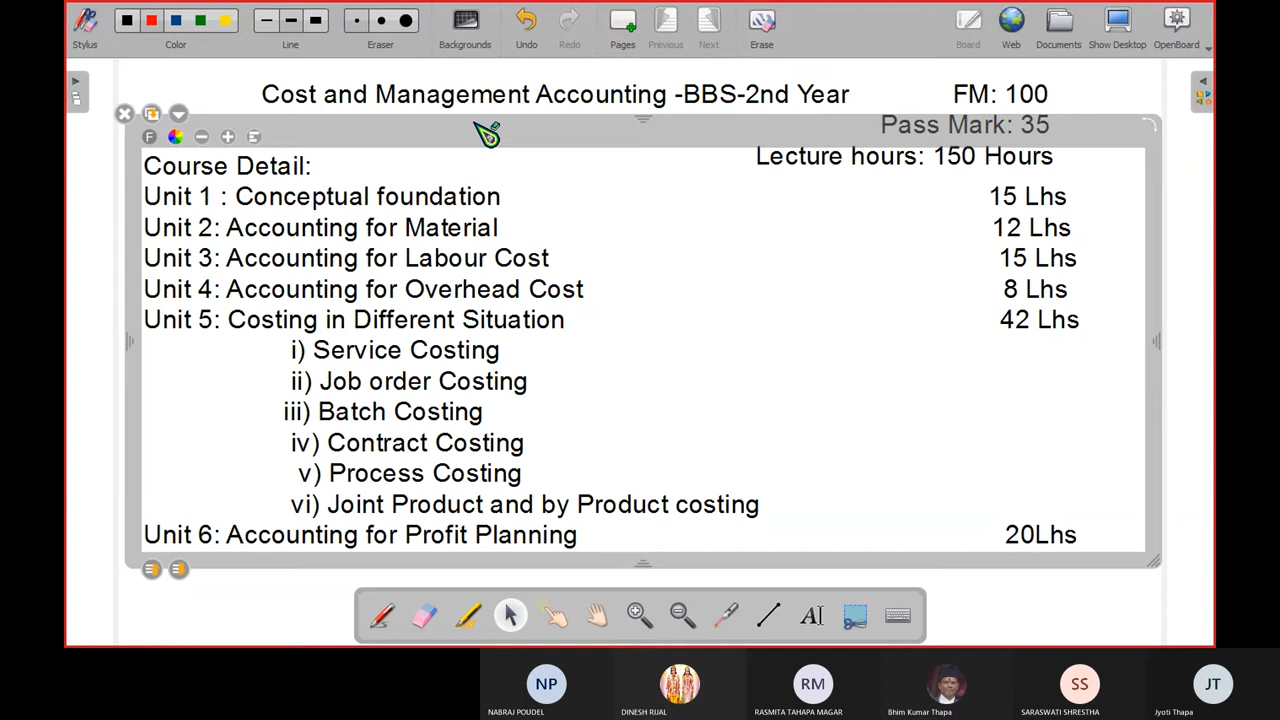 Stylus
Color
Line
Eraser
Backgrounds
Undo
Redo
Pages
Previous
Next
Erase
Board
Web
Documents
Show Desktop
OpenBoard
Cost and Management Accounting -BBS-2nd Year FM: 100
Pass Mark: 35
F
Lecture hours: 150 Hours
Course Detail:
Unit 1 : Conceptual foundation 15 Lhs
Unit 2: Accounting for Material 12 Lhs
Unit 3: Accounting for Labour Cost 15 Lhs
Unit 4: Accounting for Overhead Cost 8 Lhs
Unit 5: Costing in Different Situation 42 Lhs
i) Service Costing
ii) Job order Costing
iii) Batch Costing
iv) Contract Costing
v) Process Costing
vi) Joint Product and by Product costing
Unit 6: Accounting for Profit Planning 20Lhs
AI
NP RM SS JT
NABRAJ POUDEL DINESH RIJAL RASMITA TAHAPA MAGAR Bhim Kumar Thapa SARASWATI SHRESTHA Jyoti Thapa